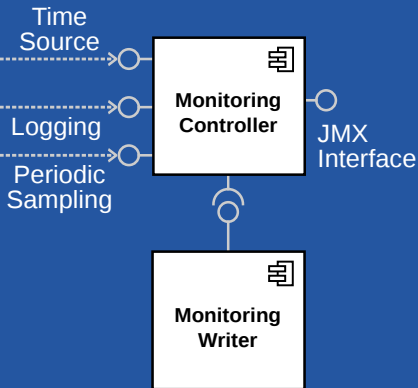 Time
Source
Logging
Periodic
Sampling
Monitoring
Controller
JMX
Interface
Monitoring
Writer